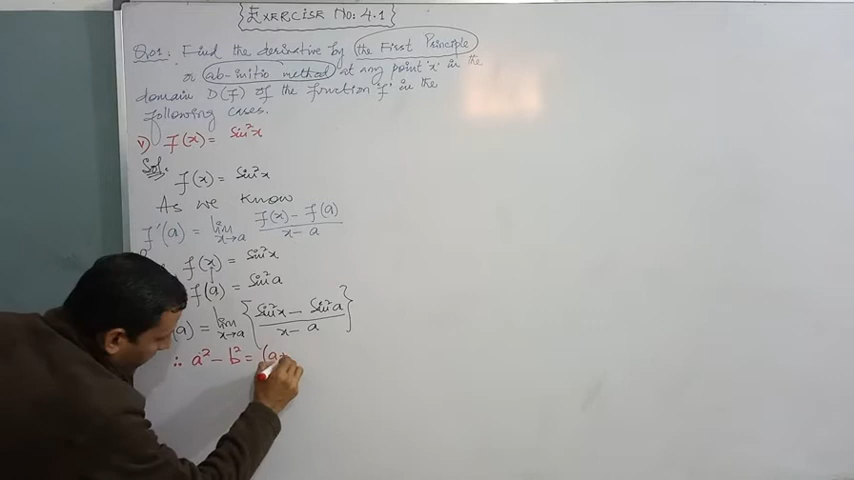 EXERCISE NO: 4.1
Q01: Find the derivative by the First Principle
or ab-initio method at any point 'x' in the
domain D(f) of the function 'f' in the
following cases.
v) f(x) = Sin²x
Sol.
f(x) = Sin²x
As we know
f'(a) = lim x→a f(x) - f(a) / x - a
f(x) = Sin²x
f(a) = Sin²a
(a) = lim x→a { Sin²x - Sin²a / x - a }
∴ a² - b² = (a+